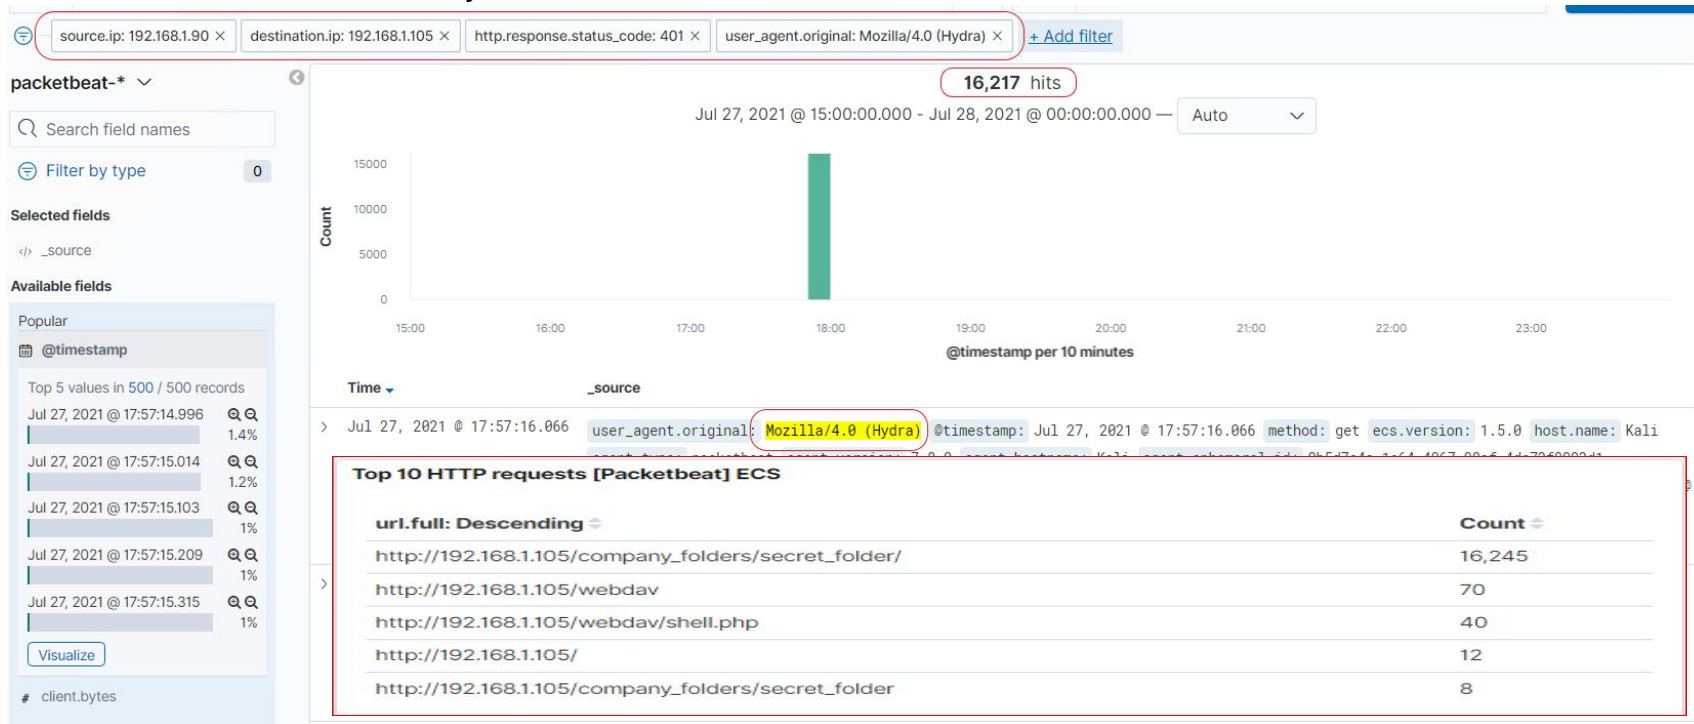 source.ip: 192.168.1.90 × destination.ip: 192.168.1.105 × http.response.status_code: 401 × user_agent.original: Mozilla/4.0 (Hydra) × + Add filter
packetbeat-*
16,217 hits
Jul 27, 2021 @ 15:00:00.000 - Jul 28, 2021 @ 00:00:00.000 — Auto
Search field names
Filter by type 0
Selected fields
</> _source
Available fields
Popular
@timestamp
Top 5 values in 500 / 500 records
Jul 27, 2021 @ 17:57:14.996
1.4%
Jul 27, 2021 @ 17:57:15.014
1.2%
Jul 27, 2021 @ 17:57:15.103
1%
Jul 27, 2021 @ 17:57:15.209
1%
Jul 27, 2021 @ 17:57:15.315
1%
Visualize
# client.bytes
Count
15000
10000
5000
0
15:00 16:00 17:00 18:00 19:00 20:00 21:00 22:00 23:00
@timestamp per 10 minutes
Time _source
> Jul 27, 2021 @ 17:57:16.066 user_agent.original: Mozilla/4.0 (Hydra) @timestamp: Jul 27, 2021 @ 17:57:16.066 method: get ecs.version: 1.5.0 host.name: Kali
Top 10 HTTP requests [Packetbeat] ECS
url.full: Descending Count
http://192.168.1.105/company_folders/secret_folder/ 16,245
http://192.168.1.105/webdav 70
http://192.168.1.105/webdav/shell.php 40
http://192.168.1.105/ 12
http://192.168.1.105/company_folders/secret_folder 8